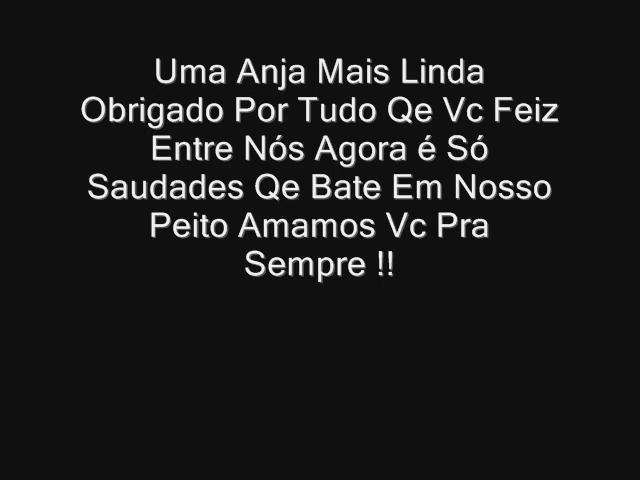 Uma Anja Mais Linda
Obrigado Por Tudo Qe Vc Feiz
Entre Nós Agora é Só
Saudades Qe Bate Em Nosso
Peito Amamos Vc Pra
Sempre !!